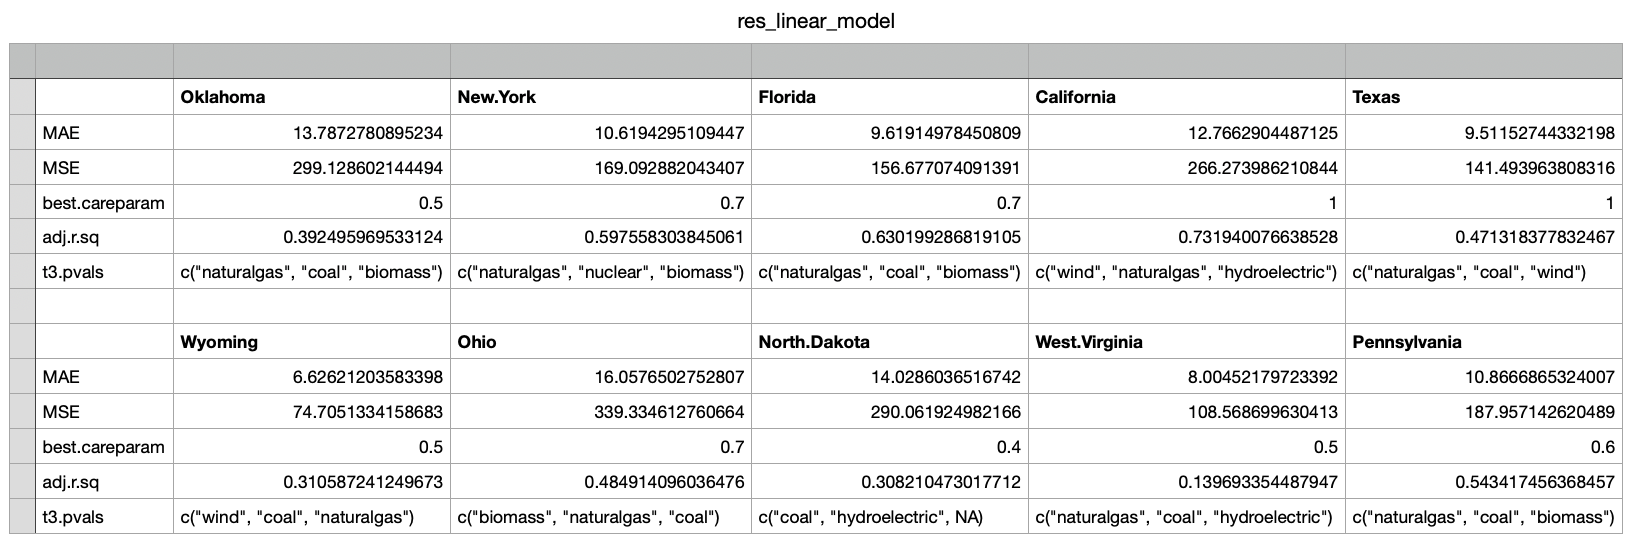 res_linear_model
Oklahoma New.York Florida California Texas
MAE 13.7872780895234 10.6194295109447 9.61914978450809 12.7662904487125 9.51152744332198
MSE 299.128602144494 169.092882043407 156.677074091391 266.273986210844 141.493963808316
best.careparam 0.5 0.7 0.7 1 1
adj.r.sq 0.392495969533124 0.597558303845061 0.630199286819105 0.731940076638528 0.471318377832467
t3.pvals c("naturalgas", "coal", "biomass") c("naturalgas", "nuclear", "biomass") c("naturalgas", "coal", "biomass") c("wind", "naturalgas", "hydroelectric") c("naturalgas", "coal", "wind")
Wyoming Ohio North.Dakota West.Virginia Pennsylvania
MAE 6.62621203583398 16.0576502752807 14.0286036516742 8.00452179723392 10.8666865324007
MSE 74.7051334158683 339.334612760664 290.061924982166 108.568699630413 187.957142620489
best.careparam 0.5 0.7 0.4 0.5 0.6
adj.r.sq 0.310587241249673 0.484914096036476 0.308210473017712 0.139693354487947 0.543417456368457
t3.pvals c("wind", "coal", "naturalgas") c("biomass", "naturalgas", "coal") c("coal", "hydroelectric", NA) c("naturalgas", "coal", "hydroelectric") c("naturalgas", "coal", "biomass")